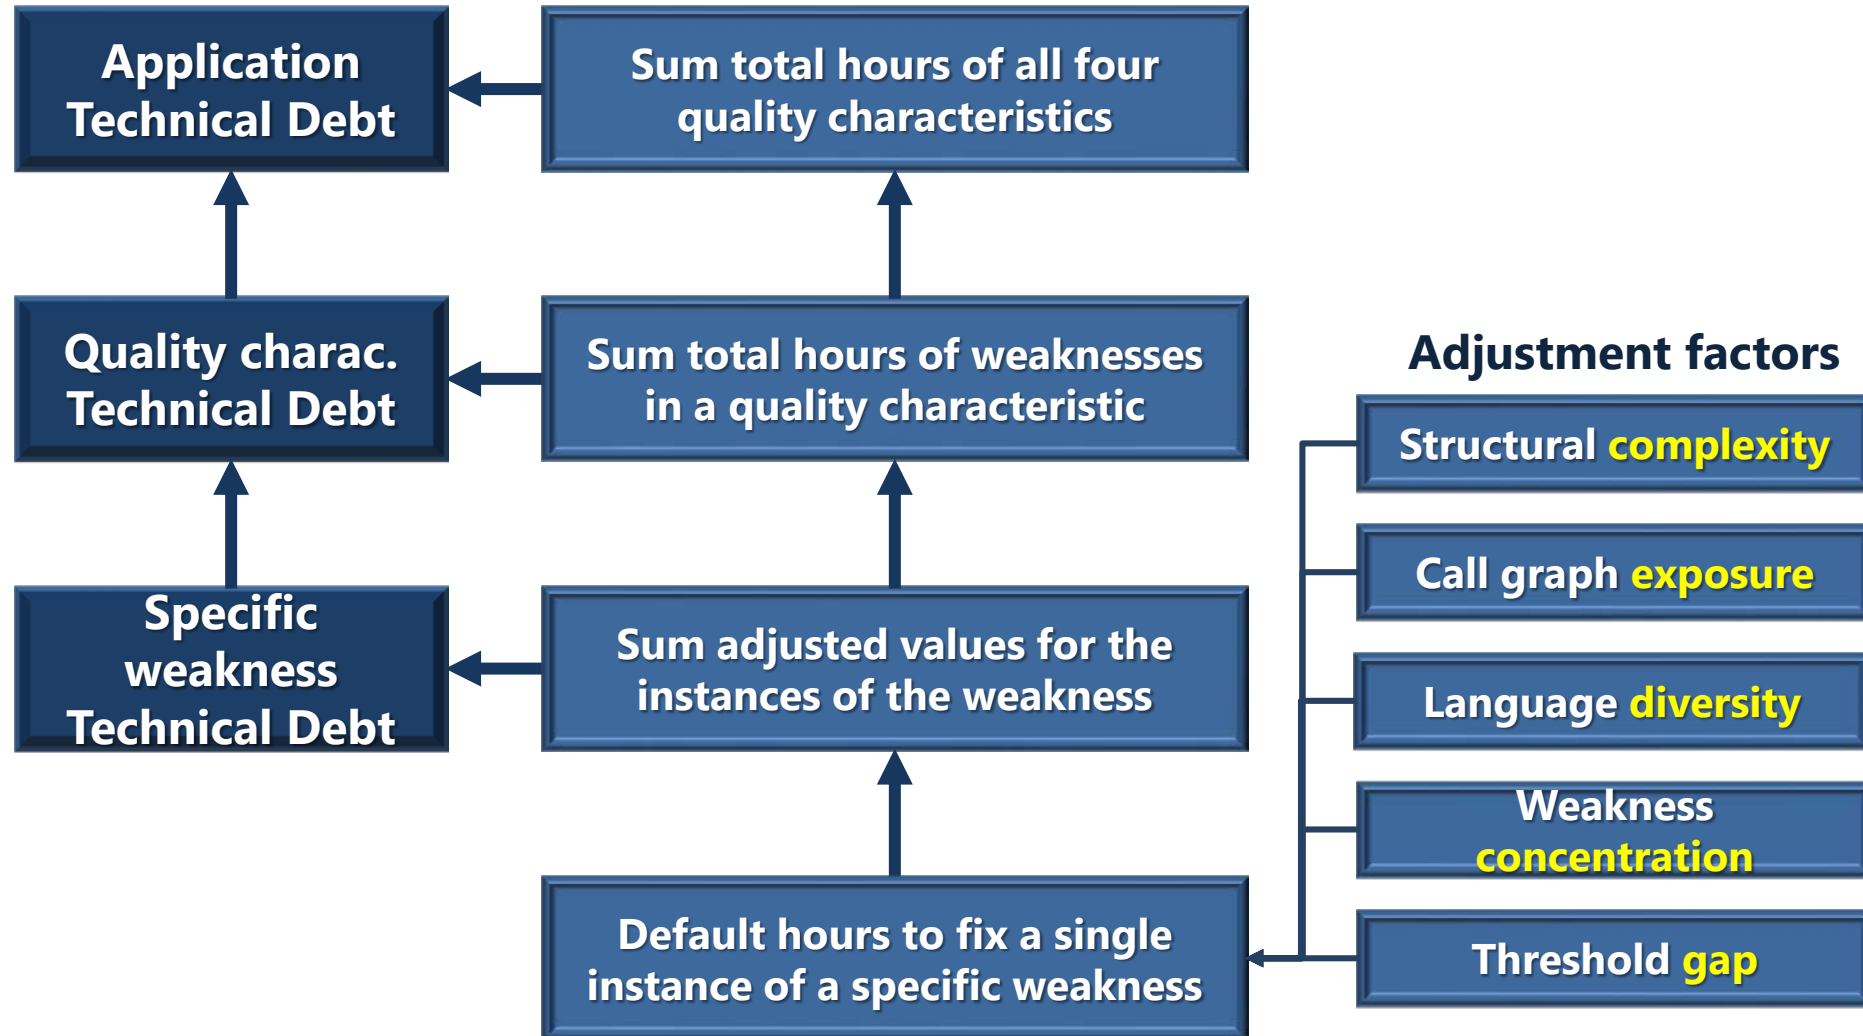 Application
Technical Debt
Sum total hours of all four
quality characteristics
Quality charac.
Technical Debt
Sum total hours of weaknesses
in a quality characteristic
Specific
weakness
Technical Debt
Sum adjusted values for the
instances of the weakness
Default hours to fix a single
instance of a specific weakness
Adjustment factors
Structural complexity
Call graph exposure
Language diversity
Weakness
concentration
Threshold gap